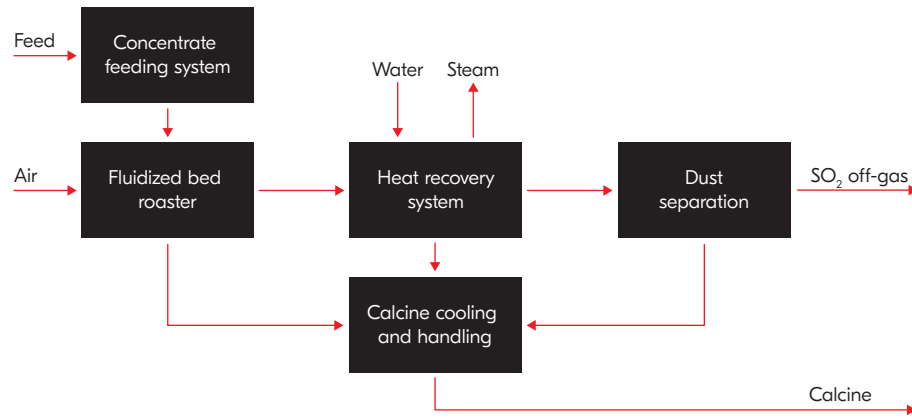 Feed
Concentrate
feeding system
Water
Steam
Air
Fluidized bed
roaster
Heat recovery
system
Dust
separation
SO₂ off-gas
Calcine cooling
and handling
Calcine